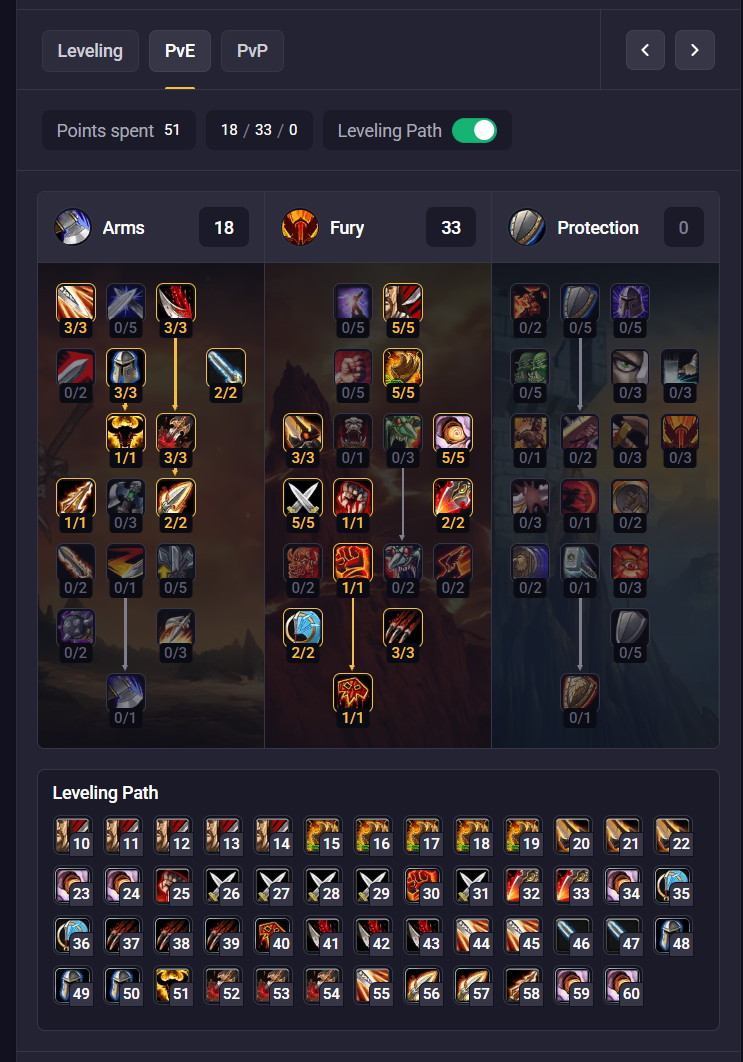 Leveling PvE PvP
Points spent 51 18 / 33 / 0 Leveling Path
Arms 18 Fury 33 Protection 0
3/3 0/5 3/3 0/5 5/5 0/2 0/5 0/5
0/2 3/3 2/2 0/5 5/5 0/5 0/3 0/3
1/1 3/3 3/3 0/1 0/3 5/5 0/1 0/2 0/3 0/3
1/1 0/3 2/2 5/5 1/1 2/2 0/3 0/1 0/2
0/2 0/1 0/5 0/2 1/1 0/2 0/2 0/2 0/1 0/3
0/2 0/3 2/2 3/3 0/5
0/1 1/1 0/1
Leveling Path
10 11 12 13 14 15 16 17 18 19 20 21 22
23 24 25 26 27 28 29 30 31 32 33 34 35
36 37 38 39 40 41 42 43 44 45 46 47 48
49 50 51 52 53 54 55 56 57 58 59 60